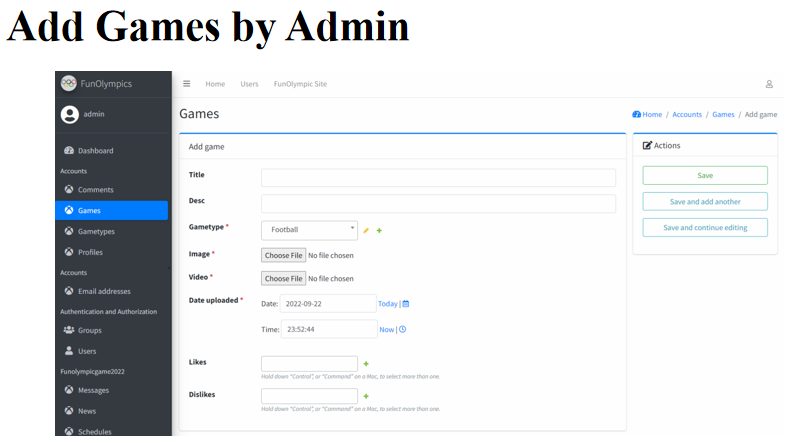 Add Games by Admin
FunOlympics
Home Users FunOlympic Site
admin
Games
Home / Accounts / Games / Add game
Dashboard
Accounts
Comments
Games
Gametypes
Profiles
Accounts
Email addresses
Authentication and Authorization
Groups
Users
Funolympicgame2022
Messages
News
Schedules
Add game
Title
Desc
Gametype *
Football
Image *
Choose File No file chosen
Video *
Choose File No file chosen
Date uploaded *
Date: 2022-09-22 Today |
Time: 23:52:44 Now |
Likes
Hold down "Control", or "Command" on a Mac, to select more than one.
Dislikes
Hold down "Control", or "Command" on a Mac, to select more than one.
Actions
Save
Save and add another
Save and continue editing